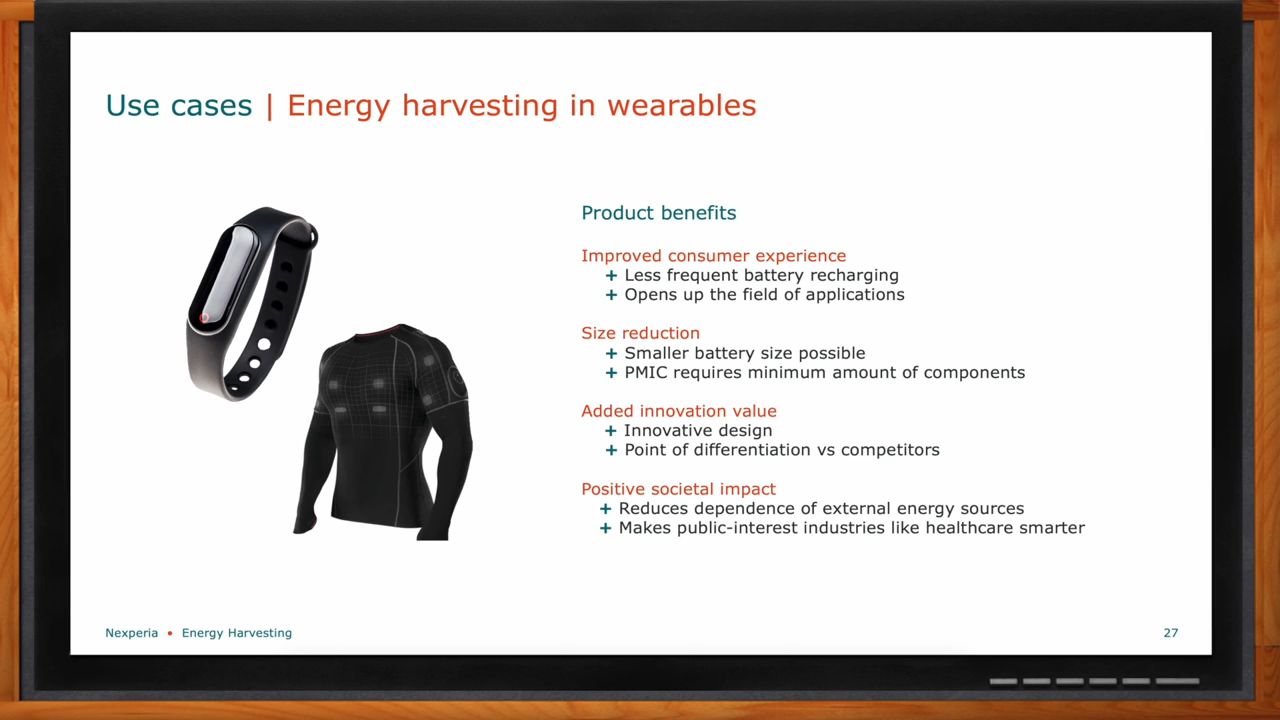 Use cases | Energy harvesting in wearables
Product benefits
Improved consumer experience
+ Less frequent battery recharging
+ Opens up the field of applications
Size reduction
+ Smaller battery size possible
+ PMIC requires minimum amount of components
Added innovation value
+ Innovative design
+ Point of differentiation vs competitors
Positive societal impact
+ Reduces dependence of external energy sources
+ Makes public-interest industries like healthcare smarter
Nexperia • Energy Harvesting
27